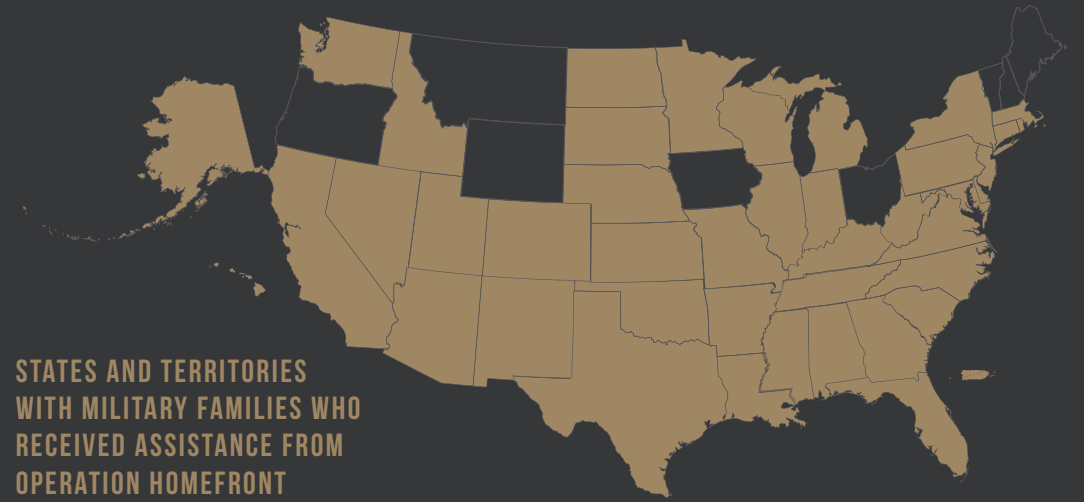 STATES AND TERRITORIES
WITH MILITARY FAMILIES WHO
RECEIVED ASSISTANCE FROM
OPERATION HOMEFRONT